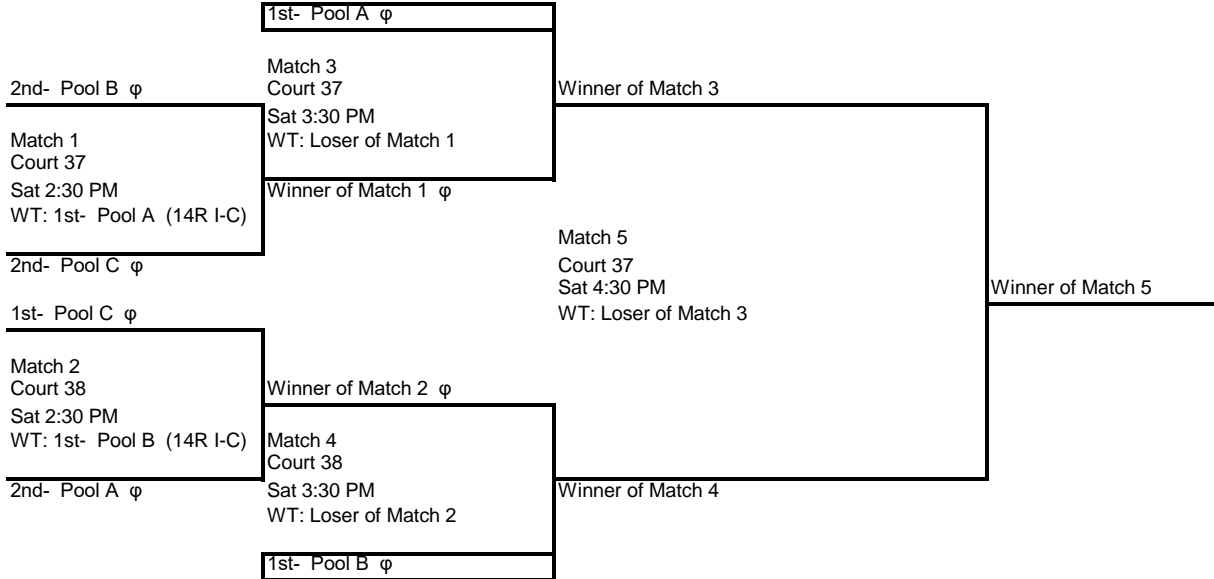 1st-  Pool A  φ
2nd-  Pool B  φ
Match 1
Court 37
Sat 2:30 PM
WT: 1st-  Pool A  (14R I-C)
2nd-  Pool C  φ
1st-  Pool C  φ
Match 2
Court 38
Sat 2:30 PM
WT: 1st-  Pool B  (14R I-C)
2nd-  Pool A  φ
Match 3
Court 37
Sat 3:30 PM
WT: Loser of Match 1
Winner of Match 1  φ
Winner of Match 2  φ
Match 4
Court 38
Sat 3:30 PM
WT: Loser of Match 2
1st-  Pool B  φ
Winner of Match 3
Match 5
Court 37
Sat 4:30 PM
WT: Loser of Match 3
Winner of Match 4
Winner of Match 5